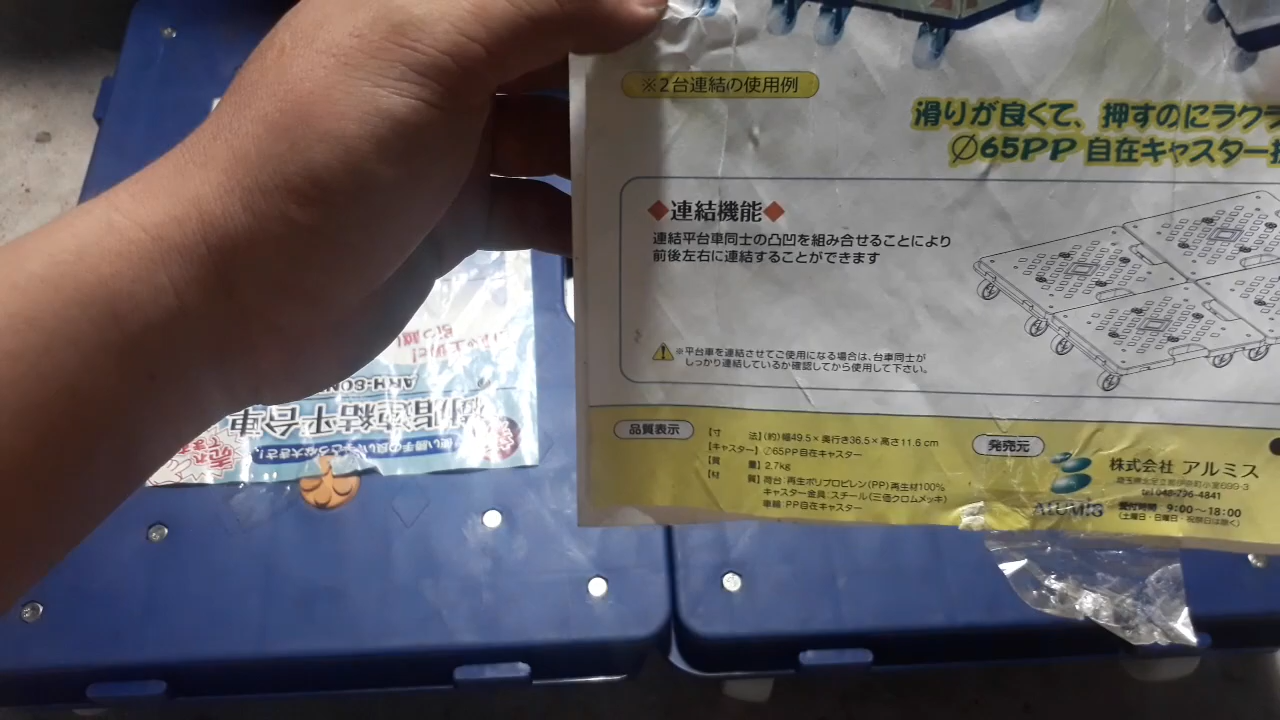 ※2台連結の使用例
滑りが良くて、押すのにラクラ
∅65PP 自在キャスター
◆連結機能◆
連結平台車同士の凸凹を組み合せることにより
前後左右に連結することができます
※平台車を連結させてご使用になる場合は、台車同士が
しっかり連結しているか確認してから使用して下さい。
品質表示
【寸 法】(約)幅49.5×奥行き36.5×高さ11.6cm
【キャスター】∅65PP自在キャスター
【質 量】2.7kg
【材 質】荷台:再生ポリプロピレン(PP)再生材100%
キャスター金具:スチール(三価クロムメッキ)
車輪:PP自在キャスター
発売元
ALUMIS
株式会社 アルミス
tel 048-796-4841
受付時間 9:00〜18:00
(土曜日・日曜日・祝祭日は除く)
樹脂連結平台車